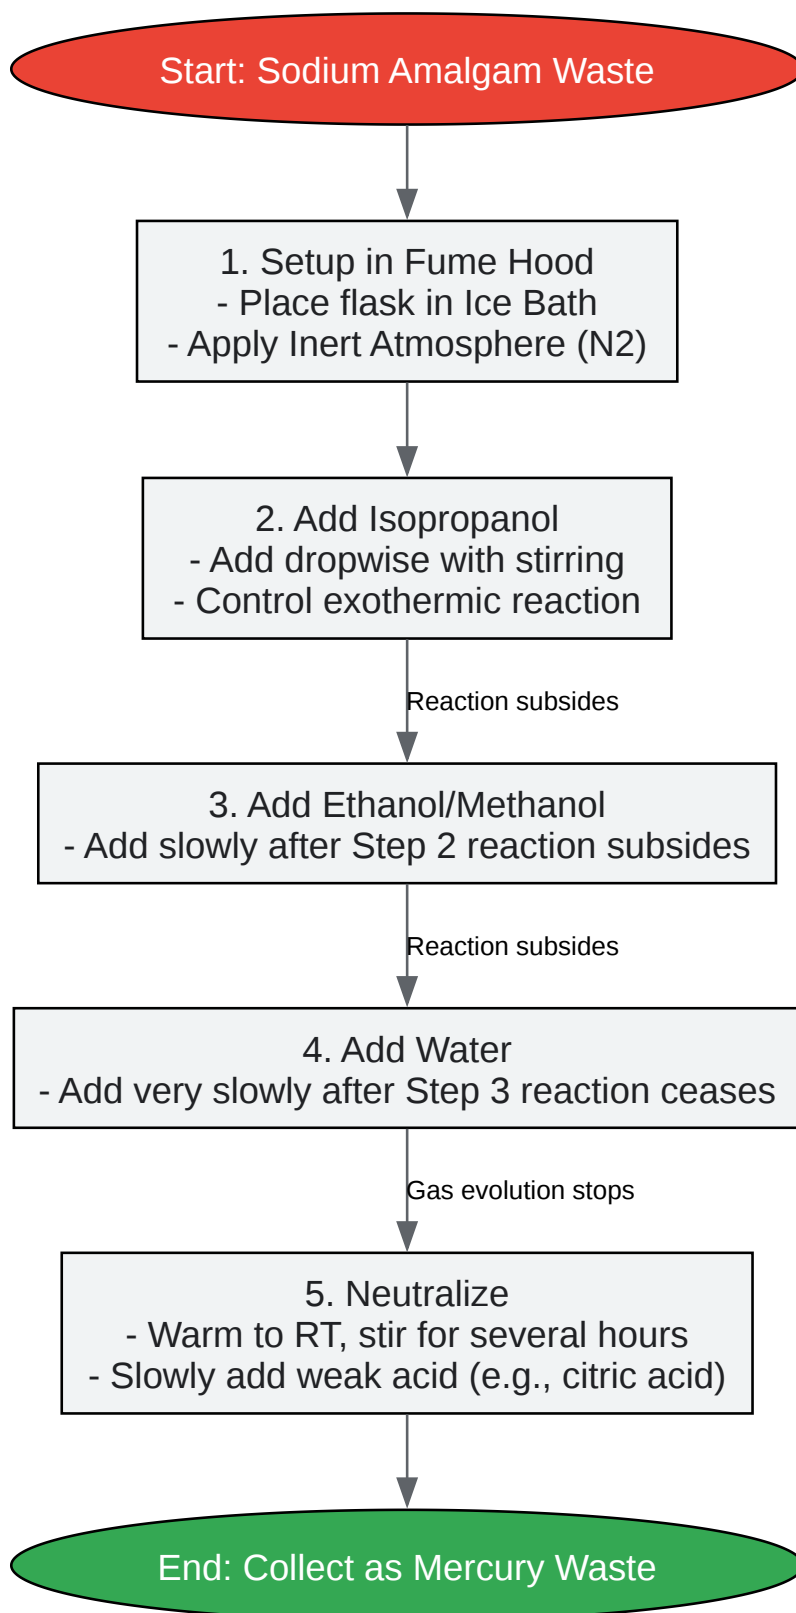 Start: Sodium Amalgam Waste
1. Setup in Fume Hood
- Place flask in Ice Bath
- Apply Inert Atmosphere (N2)
2. Add Isopropanol
- Add dropwise with stirring
- Control exothermic reaction
Reaction subsides
3. Add Ethanol/Methanol
- Add slowly after Step 2 reaction subsides
Reaction subsides
4. Add Water
- Add very slowly after Step 3 reaction ceases
Gas evolution stops
5. Neutralize
- Warm to RT, stir for several hours
- Slowly add weak acid (e.g., citric acid)
End: Collect as Mercury Waste